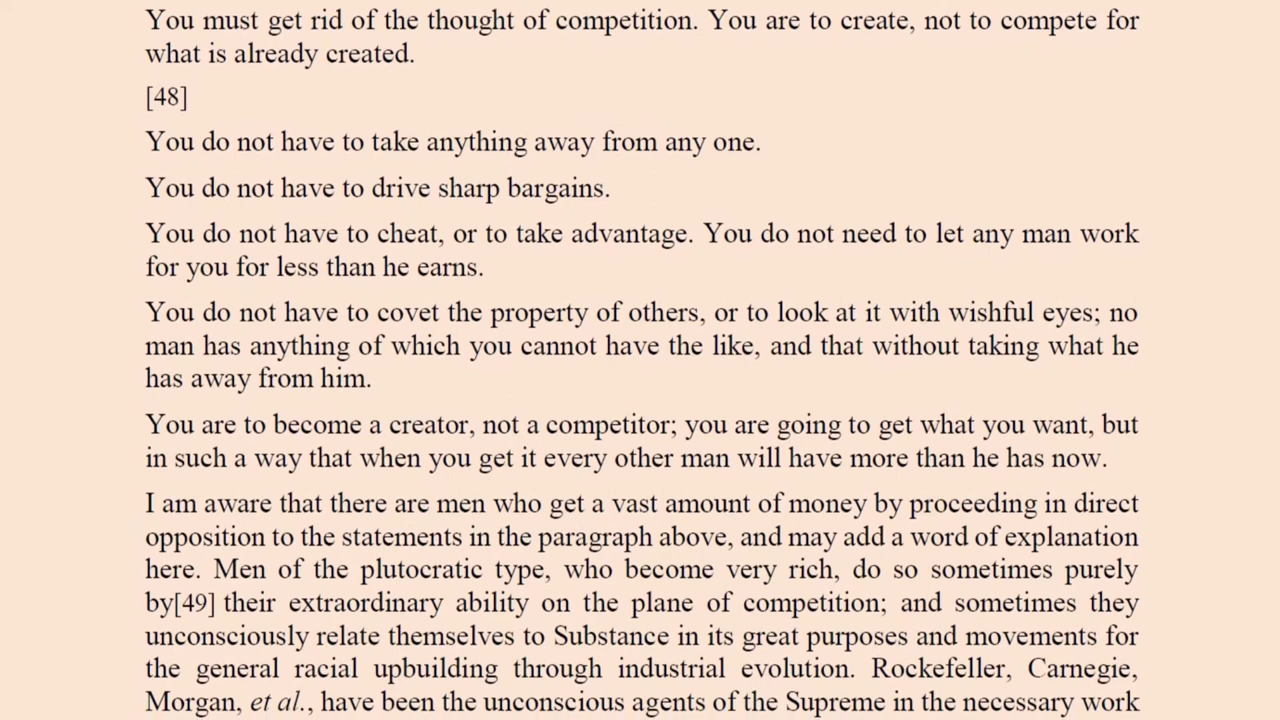 You must get rid of the thought of competition. You are to create, not to compete for
what is already created.
[48]
You do not have to take anything away from any one.
You do not have to drive sharp bargains.
You do not have to cheat, or to take advantage. You do not need to let any man work
for you for less than he earns.
You do not have to covet the property of others, or to look at it with wishful eyes; no
man has anything of which you cannot have the like, and that without taking what he
has away from him.
You are to become a creator, not a competitor; you are going to get what you want, but
in such a way that when you get it every other man will have more than he has now.
I am aware that there are men who get a vast amount of money by proceeding in direct
opposition to the statements in the paragraph above, and may add a word of explanation
here. Men of the plutocratic type, who become very rich, do so sometimes purely
by[49] their extraordinary ability on the plane of competition; and sometimes they
unconsciously relate themselves to Substance in its great purposes and movements for
the general racial upbuilding through industrial evolution. Rockefeller, Carnegie,
Morgan, et al., have been the unconscious agents of the Supreme in the necessary work